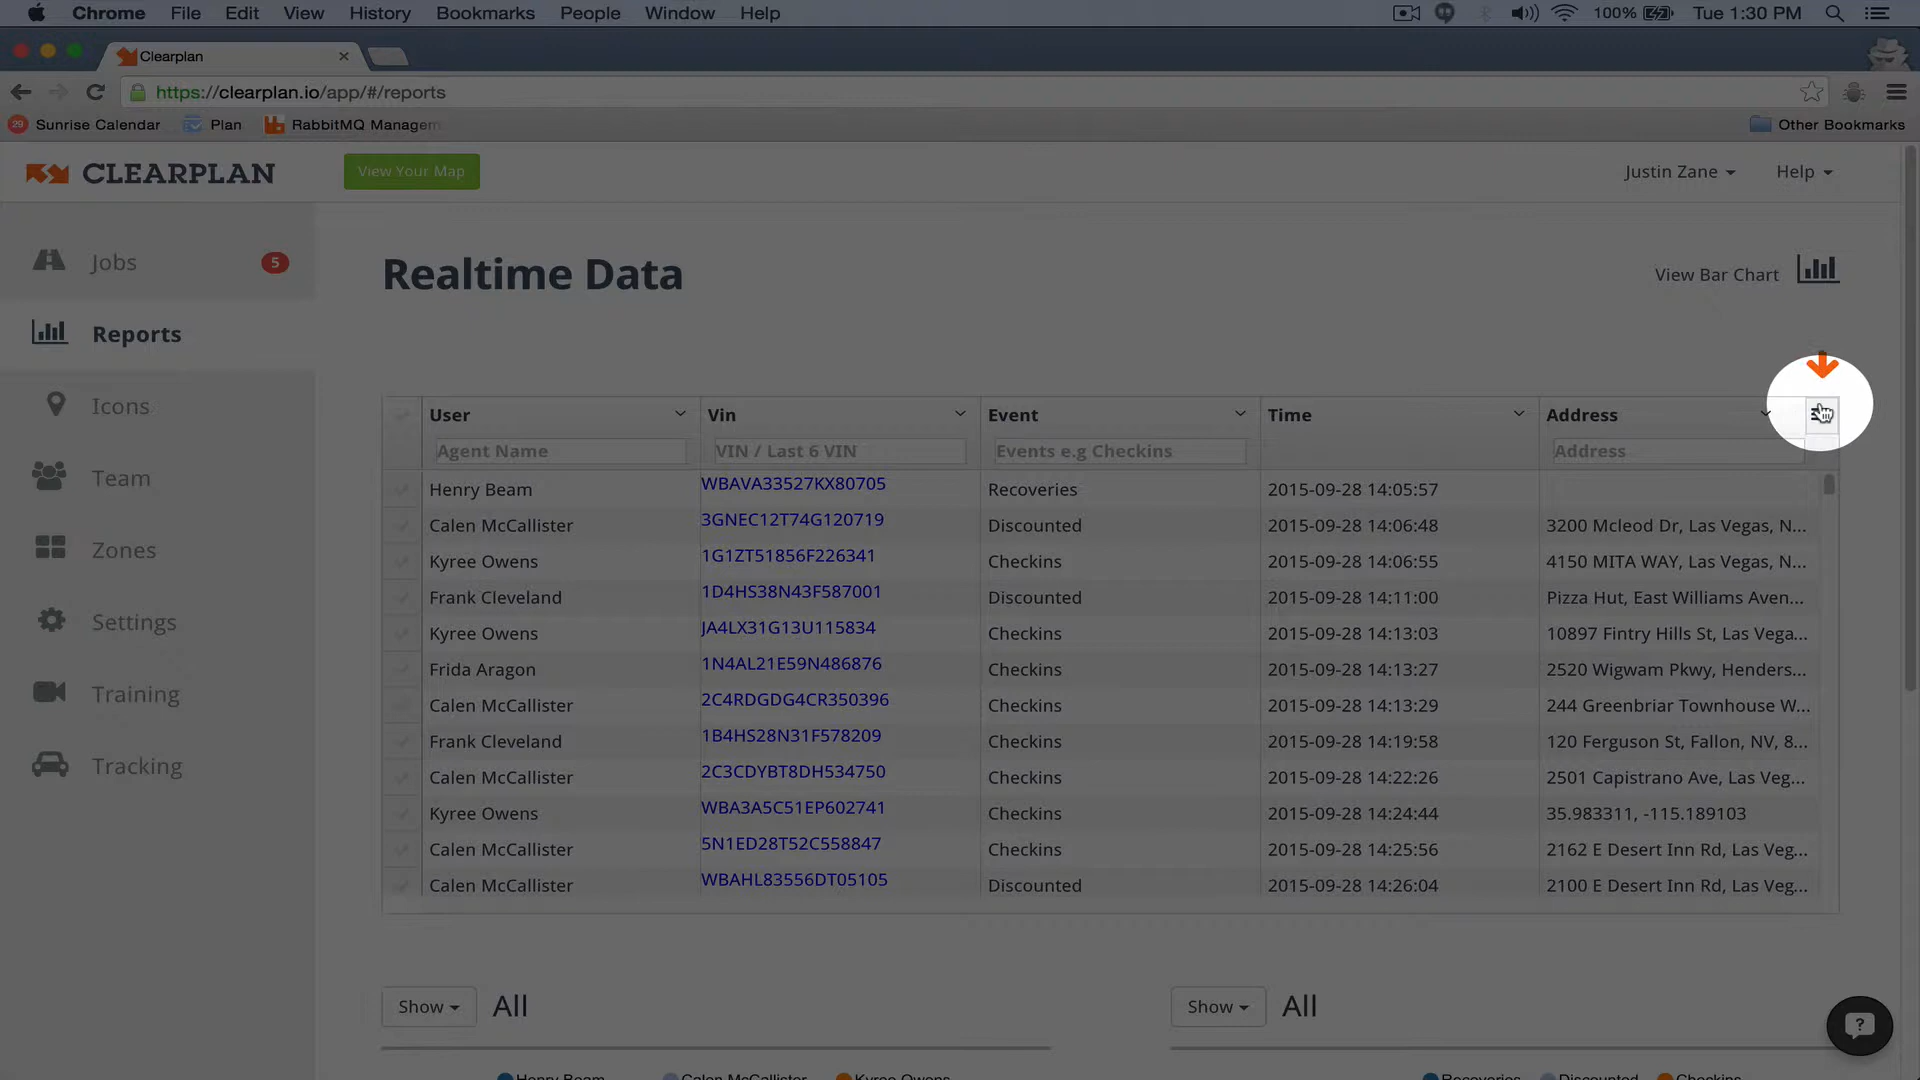 Chrome File Edit View History Bookmarks People Window Help 100% Tue 1:30 PM
Clearplan
https://clearplan.io/app/#/reports
29 Sunrise Calendar Plan RabbitMQ Managem Other Bookmarks
CLEARPLAN View Your Map Justin Zane Help
Jobs 5
Reports
Icons
Team
Zones
Settings
Training
Tracking
Realtime Data
View Bar Chart
User Vin Event Time Address
Agent Name VIN / Last 6 VIN Events e.g Checkins Address
Henry Beam WBAVA33527KX80705 Recoveries 2015-09-28 14:05:57
Calen McCallister 3GNEC12T74G120719 Discounted 2015-09-28 14:06:48 3200 Mcleod Dr, Las Vegas, N...
Kyree Owens 1G1ZT51856F226341 Checkins 2015-09-28 14:06:55 4150 MITA WAY, Las Vegas, N...
Frank Cleveland 1D4HS38N43F587001 Discounted 2015-09-28 14:11:00 Pizza Hut, East Williams Aven...
Kyree Owens JA4LX31G13U115834 Checkins 2015-09-28 14:13:03 10897 Fintry Hills St, Las Vega...
Frida Aragon 1N4AL21E59N486876 Checkins 2015-09-28 14:13:27 2520 Wigwam Pkwy, Henders...
Calen McCallister 2C4RDGDG4CR350396 Checkins 2015-09-28 14:13:29 244 Greenbriar Townhouse W...
Frank Cleveland 1B4HS28N31F578209 Checkins 2015-09-28 14:19:58 120 Ferguson St, Fallon, NV, 8...
Calen McCallister 2C3CDYBT8DH534750 Checkins 2015-09-28 14:22:26 2501 Capistrano Ave, Las Veg...
Kyree Owens WBA3A5C51EP602741 Checkins 2015-09-28 14:24:44 35.983311, -115.189103
Calen McCallister 5N1ED28T52C558847 Checkins 2015-09-28 14:25:56 2162 E Desert Inn Rd, Las Veg...
Calen McCallister WBAHL83556DT05105 Discounted 2015-09-28 14:26:04 2100 E Desert Inn Rd, Las Veg...
Show All Show All
Henry Beam Calen McCallister Kyree Owens Recoveries Discounted Checkins